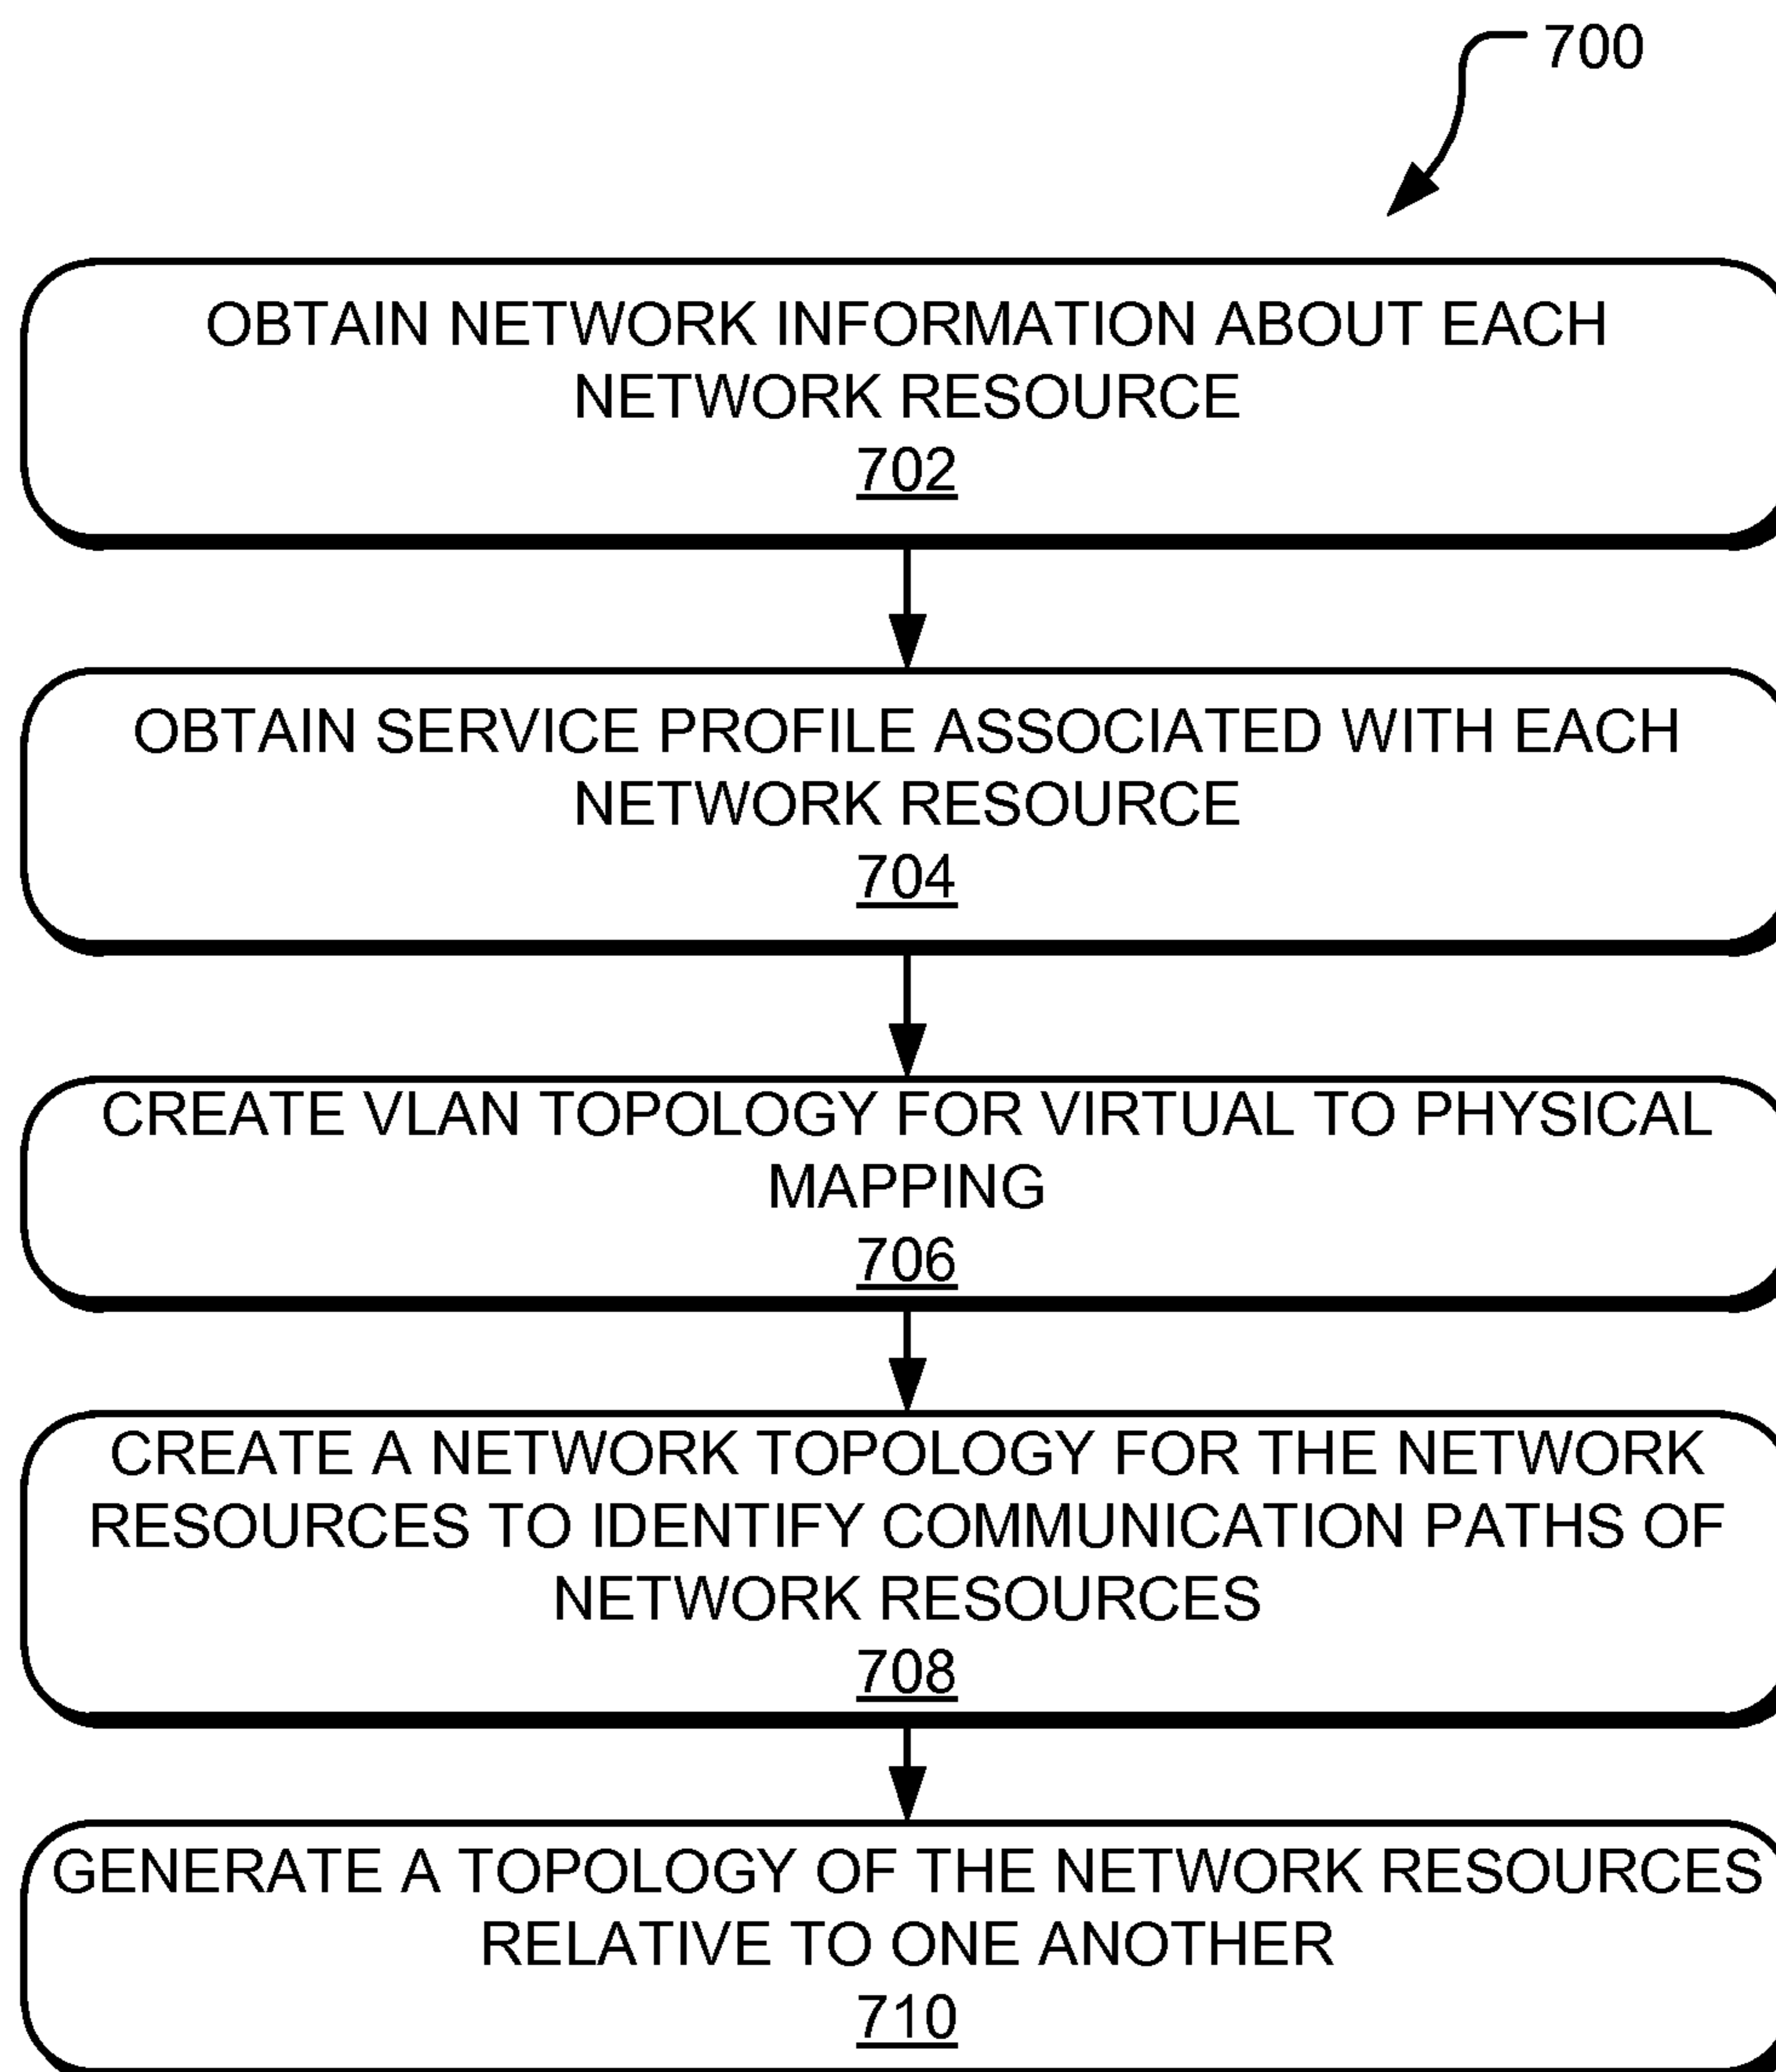 700
OBTAIN NETWORK INFORMATION ABOUT EACH
NETWORK RESOURCE
702
OBTAIN SERVICE PROFILE ASSOCIATED WITH EACH
NETWORK RESOURCE
704
CREATE VLAN TOPOLOGY FOR VIRTUAL TO PHYSICAL
MAPPING
706
CREATE A NETWORK TOPOLOGY FOR THE NETWORK
RESOURCES TO IDENTIFY COMMUNICATION PATHS OF
NETWORK RESOURCES
708
GENERATE A TOPOLOGY OF THE NETWORK RESOURCES
RELATIVE TO ONE ANOTHER
710